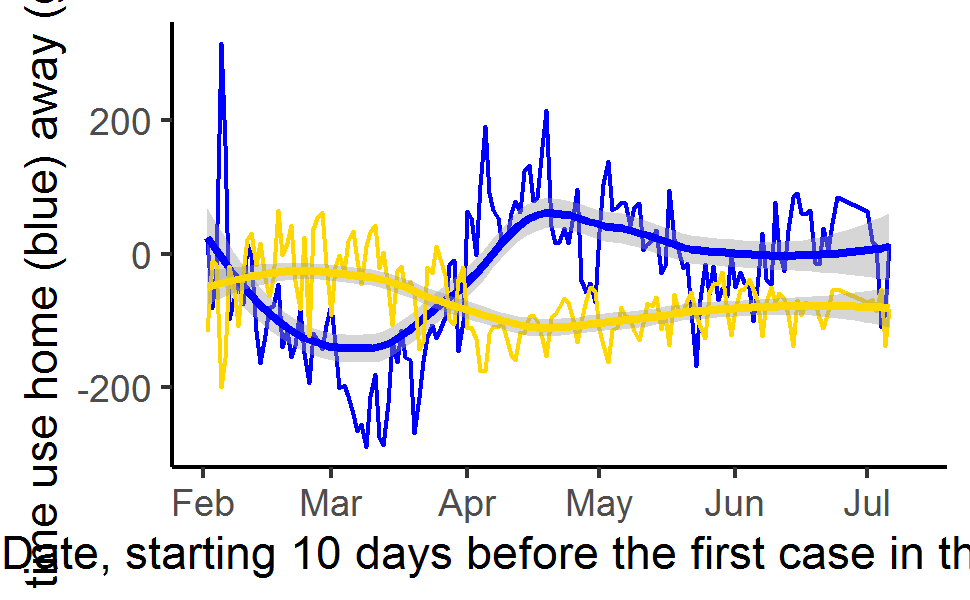 time use home (blue) away (
200
0
-200
Feb Mar Apr May Jun Jul
Date, starting 10 days before the first case in th